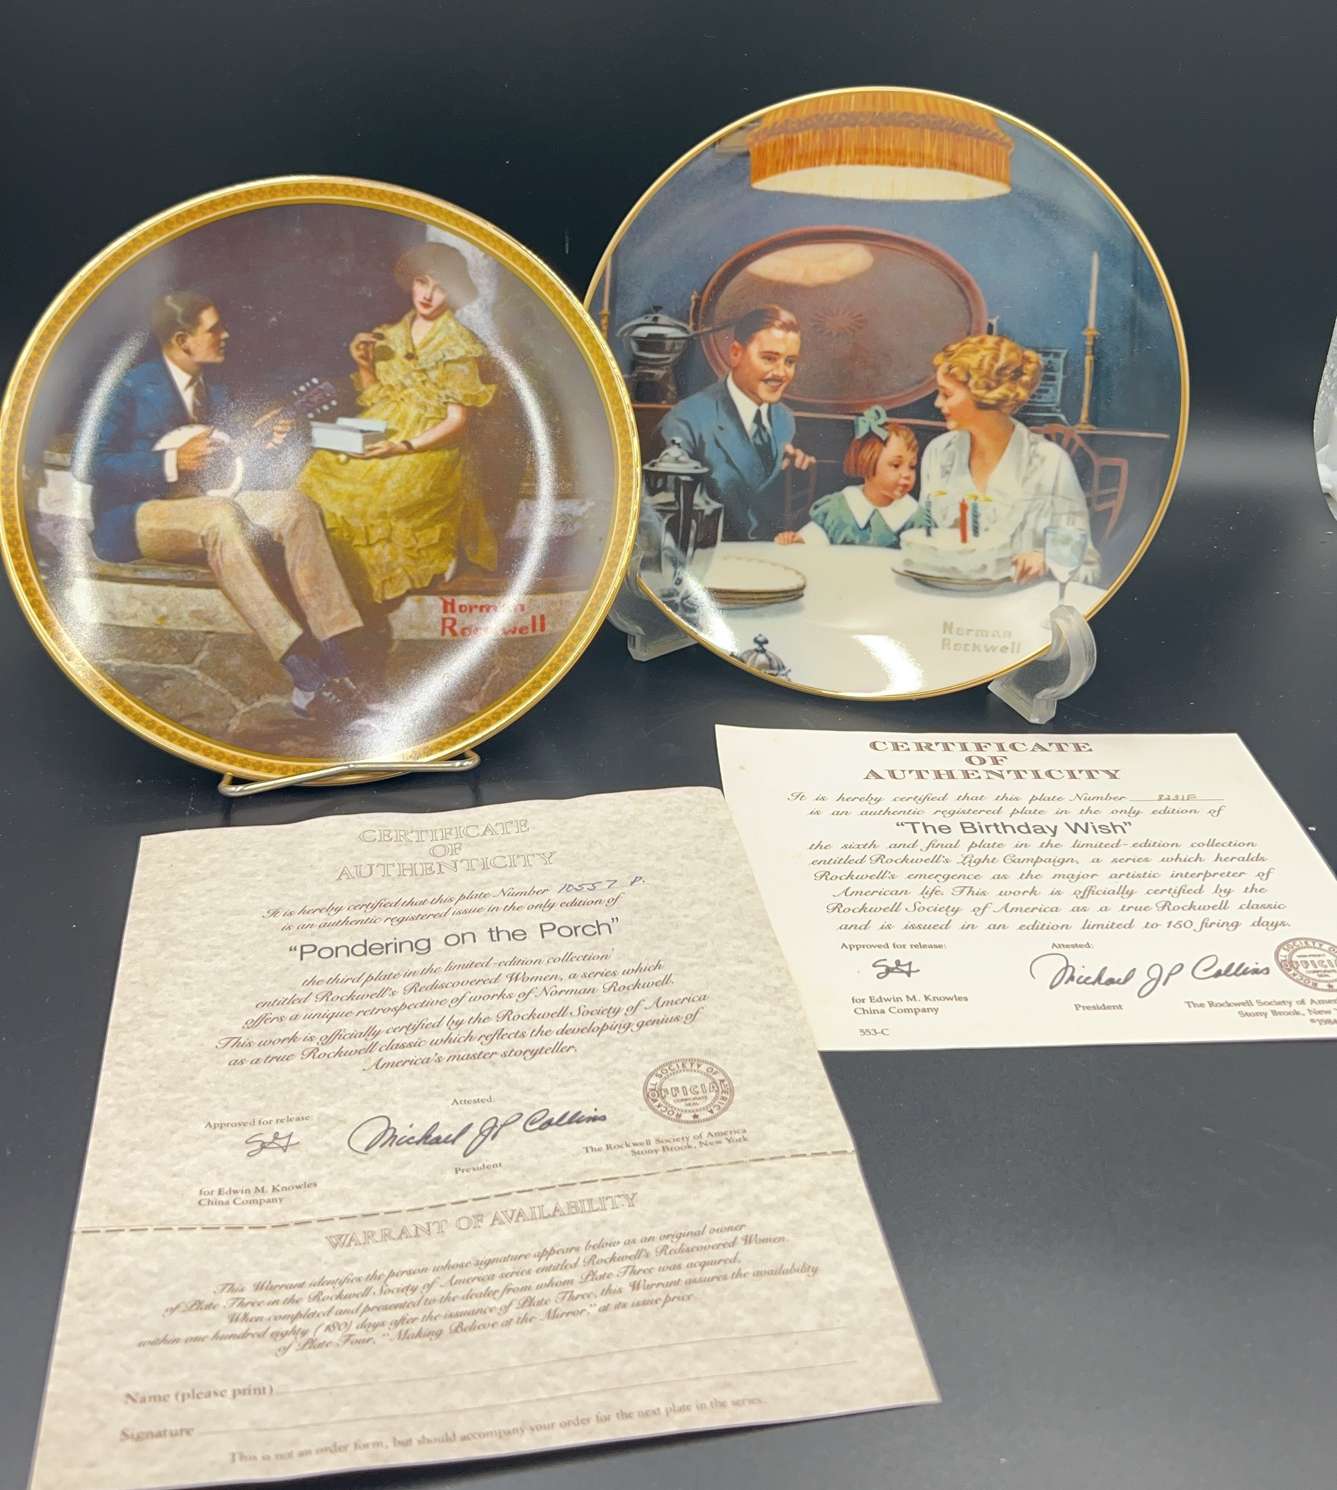 Norman
Rockwell
Norman
Rockwell
CERTIFICATE
OF
AUTHENTICITY
It is hereby certified that this plate Number 10557 P.
is an authentic registered issue in the only edition of
"Pondering on the Porch"
the third plate in the limited-edition collection
entitled Rockwell's Rediscovered Women, a series which
offers a unique retrospective of works of Norman Rockwell.
This work is officially certified by the Rockwell Society of America
as a true Rockwell classic which reflects the developing genius of
America's master storyteller.
Approved for release:
Attested:
Michael JP Collins
for Edwin M. Knowles
China Company
President
ROCKWELL SOCIETY OF AMERICA
OFFICIAL
CORPORATE
SEAL
The Rockwell Society of America
Stony Brook, New York
WARRANT OF AVAILABILITY
This Warrant identifies the person whose signature appears below as an original owner
of Plate Three in the Rockwell Society of America series entitled Rockwell's Rediscovered Women.
When completed and presented to the dealer from whom Plate Three was acquired,
within one hundred eighty (180) days after the issuance of Plate Three, this Warrant assures the availability
of Plate Four, "Making Believe at the Mirror," at its issue price.
Name (please print)
Signature
This is not an order form, but should accompany your order for the next plate in the series.
CERTIFICATE
OF
AUTHENTICITY
It is hereby certified that this plate Number
is an authentic registered plate in the only edition of
"The Birthday Wish"
the sixth and final plate in the limited-edition collection
entitled Rockwell's Light Campaign, a series which heralds
Rockwell's emergence as the major artistic interpreter of
American life. This work is officially certified by the
Rockwell Society of America as a true Rockwell classic
and is issued in an edition limited to 150 firing days.
Approved for release:
Attested:
Michael JP Collins
for Edwin M. Knowles
China Company
President
The Rockwell Society of Amer
Stony Brook, New Y
553-C
©1984